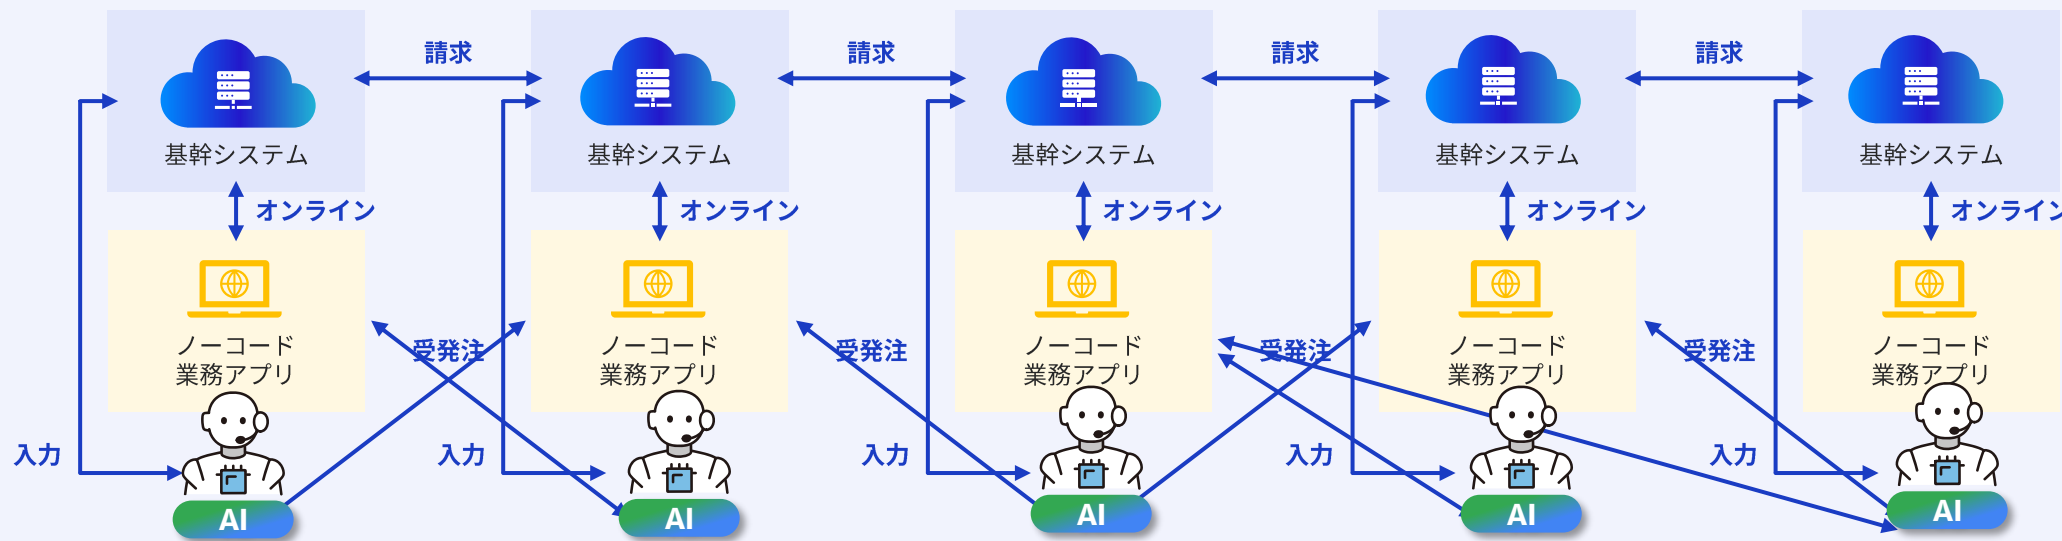 請求
請求
請求
請求
基幹システム
基幹システム
基幹システム
基幹システム
基幹システム
オンライン
オンライン
オンライン
オンライン
オンライン
ノーコード
業務アプリ
ノーコード
業務アプリ
ノーコード
業務アプリ
ノーコード
業務アプリ
ノーコード
業務アプリ
受発注
受発注
受発注
受発注
入力
入力
入力
入力
入力
AI
AI
AI
AI
AI